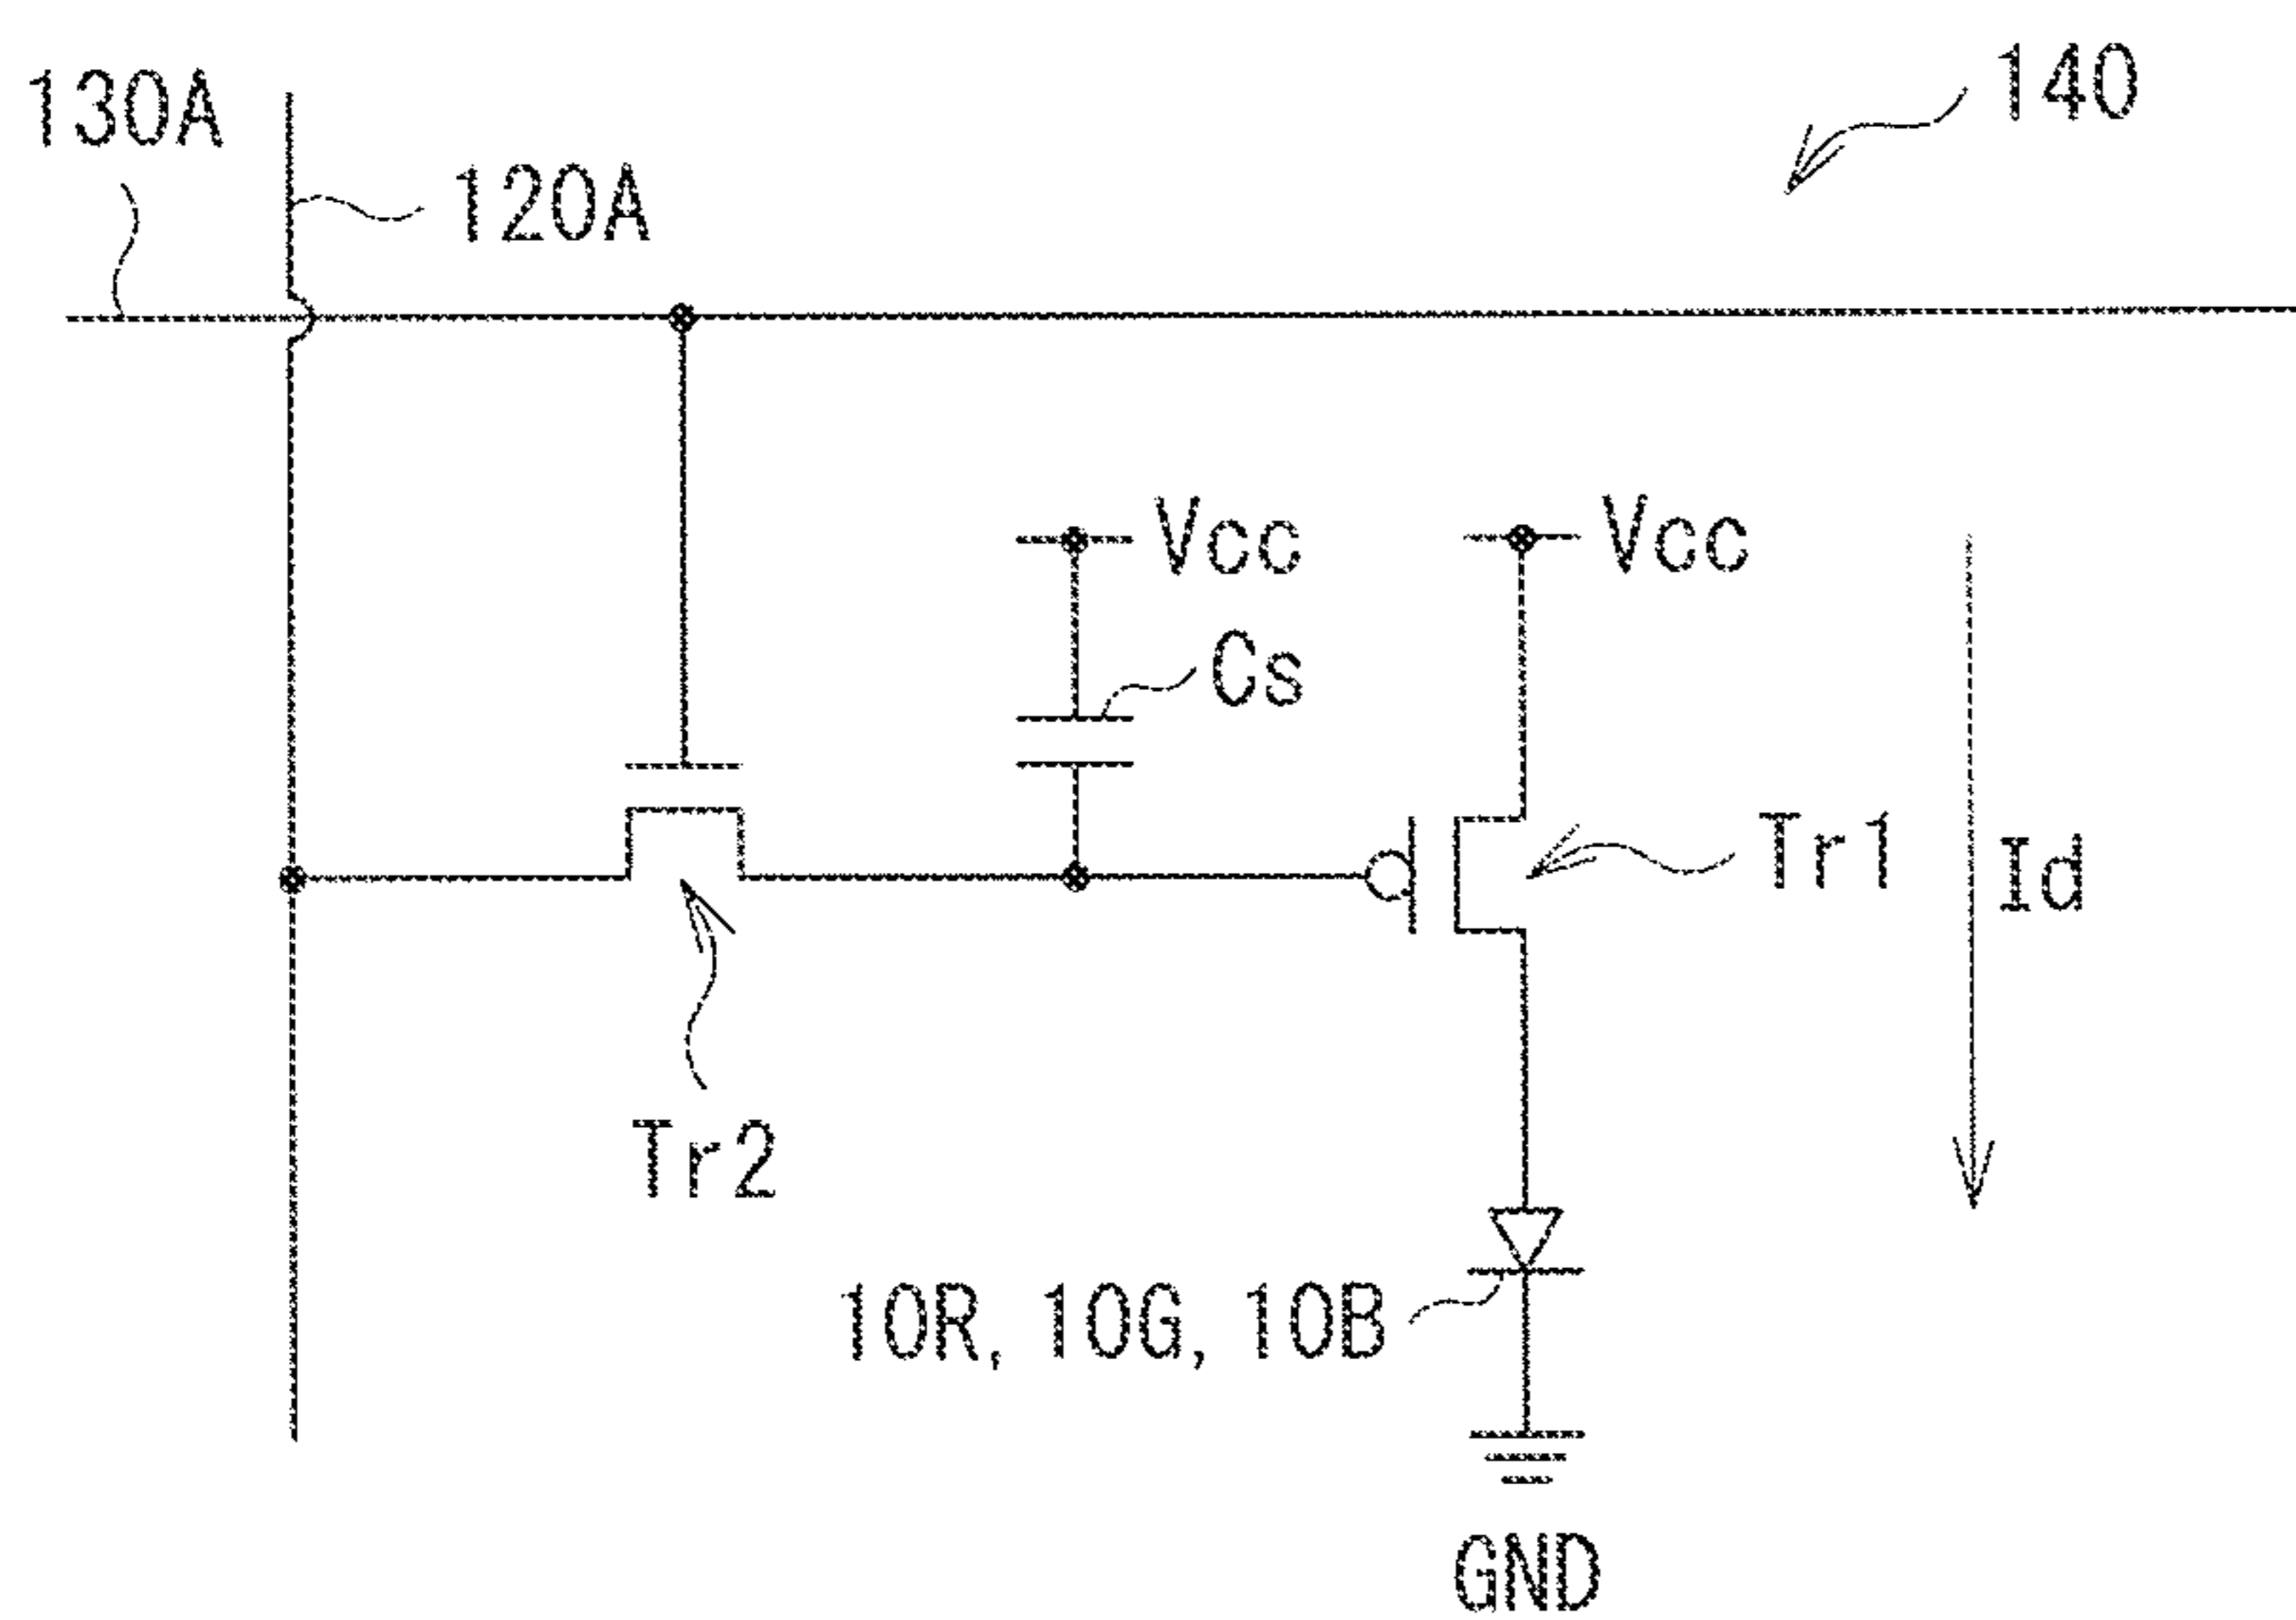 140
130A
120A
Vcc
Vcc
Cs
Tr1
Id
Tr2
10R, 10G, 10B
GND